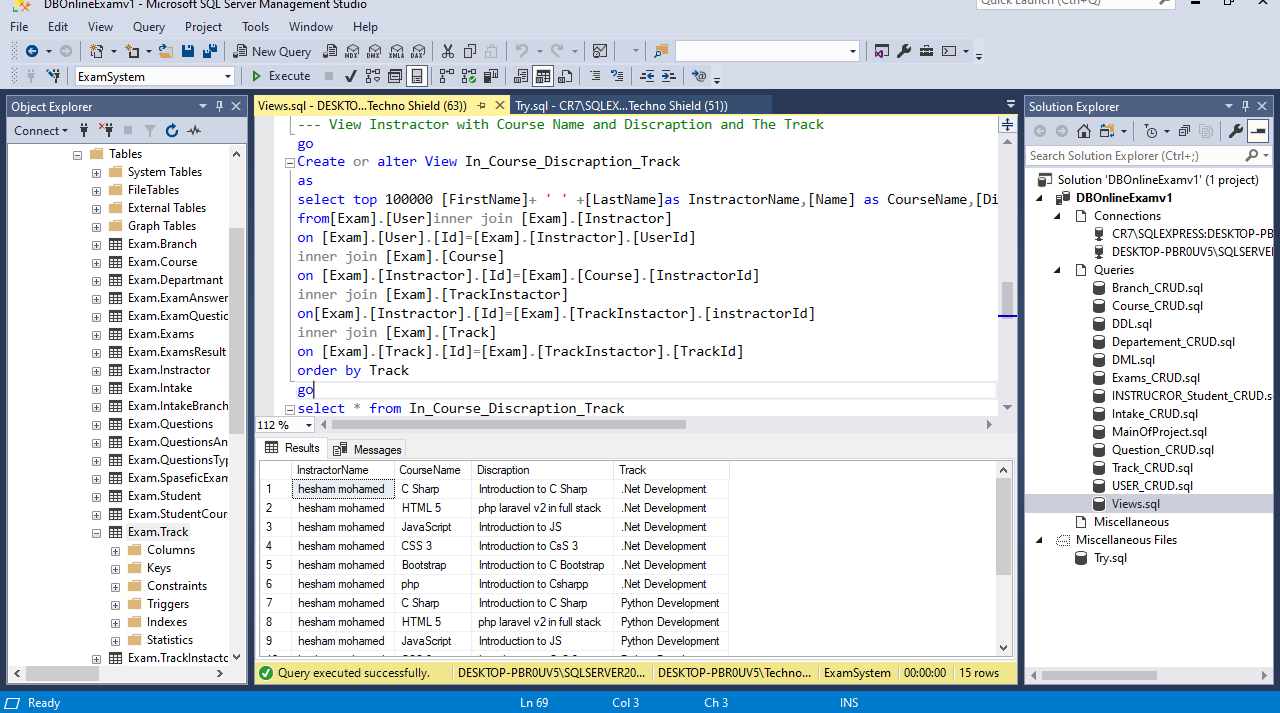 DBOnlineExamv1 - Microsoft SQL Server Management Studio
Quick Launch (Ctrl+Q)
File Edit View Query Project Tools Window Help
New Query MDX DMX XMLA DAX
ExamSystem Execute
Object Explorer
Connect
Tables
System Tables
FileTables
External Tables
Graph Tables
Exam.Branch
Exam.Course
Exam.Departmant
Exam.ExamAnswer
Exam.ExamQuestic
Exam.Exams
Exam.ExamsResult
Exam.Instructor
Exam.Intake
Exam.IntakeBranch
Exam.Questions
Exam.QuestionsAn
Exam.QuestionsTyp
Exam.SpaseficExam
Exam.Student
Exam.StudentCour
Exam.Track
Columns
Keys
Constraints
Triggers
Indexes
Statistics
Exam.TrackInstacto
Views.sql - DESKTO...Techno Shield (63))
Try.sql - CR7\SQLEX...Techno Shield (51))
--- View Instructor with Course Name and Discraption and The Track
go
Create or alter View In_Course_Discraption_Track
as
select top 100000 [FirstName]+ ' ' +[LastName]as InstractorName,[Name] as CourseName,[Di
from[Exam].[User]inner join [Exam].[Instractor]
on [Exam].[User].[Id]=[Exam].[Instractor].[UserId]
inner join [Exam].[Course]
on [Exam].[Instractor].[Id]=[Exam].[Course].[InstractorId]
inner join [Exam].[TrackInstactor]
on[Exam].[Instractor].[Id]=[Exam].[TrackInstactor].[instractorId]
inner join [Exam].[Track]
on [Exam].[Track].[Id]=[Exam].[TrackInstactor].[TrackId]
order by Track
go
select * from In_Course_Discraption_Track
112 %
Results Messages
InstractorName CourseName Discraption Track
1 hesham mohamed C Sharp Introduction to C Sharp .Net Development
2 hesham mohamed HTML 5 php laravel v2 in full stack .Net Development
3 hesham mohamed JavaScript Introduction to JS .Net Development
4 hesham mohamed CSS 3 Introduction to CsS 3 .Net Development
5 hesham mohamed Bootstrap Introduction to C Bootstrap .Net Development
6 hesham mohamed php Introduction to Csharpp .Net Development
7 hesham mohamed C Sharp Introduction to C Sharp Python Development
8 hesham mohamed HTML 5 php laravel v2 in full stack Python Development
9 hesham mohamed JavaScript Introduction to JS Python Development
Query executed successfully. DESKTOP-PBR0UV5\SQLSERVER20... DESKTOP-PBR0UV5\Techno... ExamSystem 00:00:00 15 rows
Solution Explorer
Search Solution Explorer (Ctrl+;)
Solution 'DBOnlineExamv1' (1 project)
DBOnlineExamv1
Connections
CR7\SQLEXPRESS:DESKTOP-PB
DESKTOP-PBR0UV5\SQLSERVE
Queries
Branch_CRUD.sql
Course_CRUD.sql
DDL.sql
Departement_CRUD.sql
DML.sql
Exams_CRUD.sql
INSTRUCROR_Student_CRUD.s
Intake_CRUD.sql
MainOfProject.sql
Question_CRUD.sql
Track_CRUD.sql
USER_CRUD.sql
Views.sql
Miscellaneous
Miscellaneous Files
Try.sql
Ready Ln 69 Col 3 Ch 3 INS